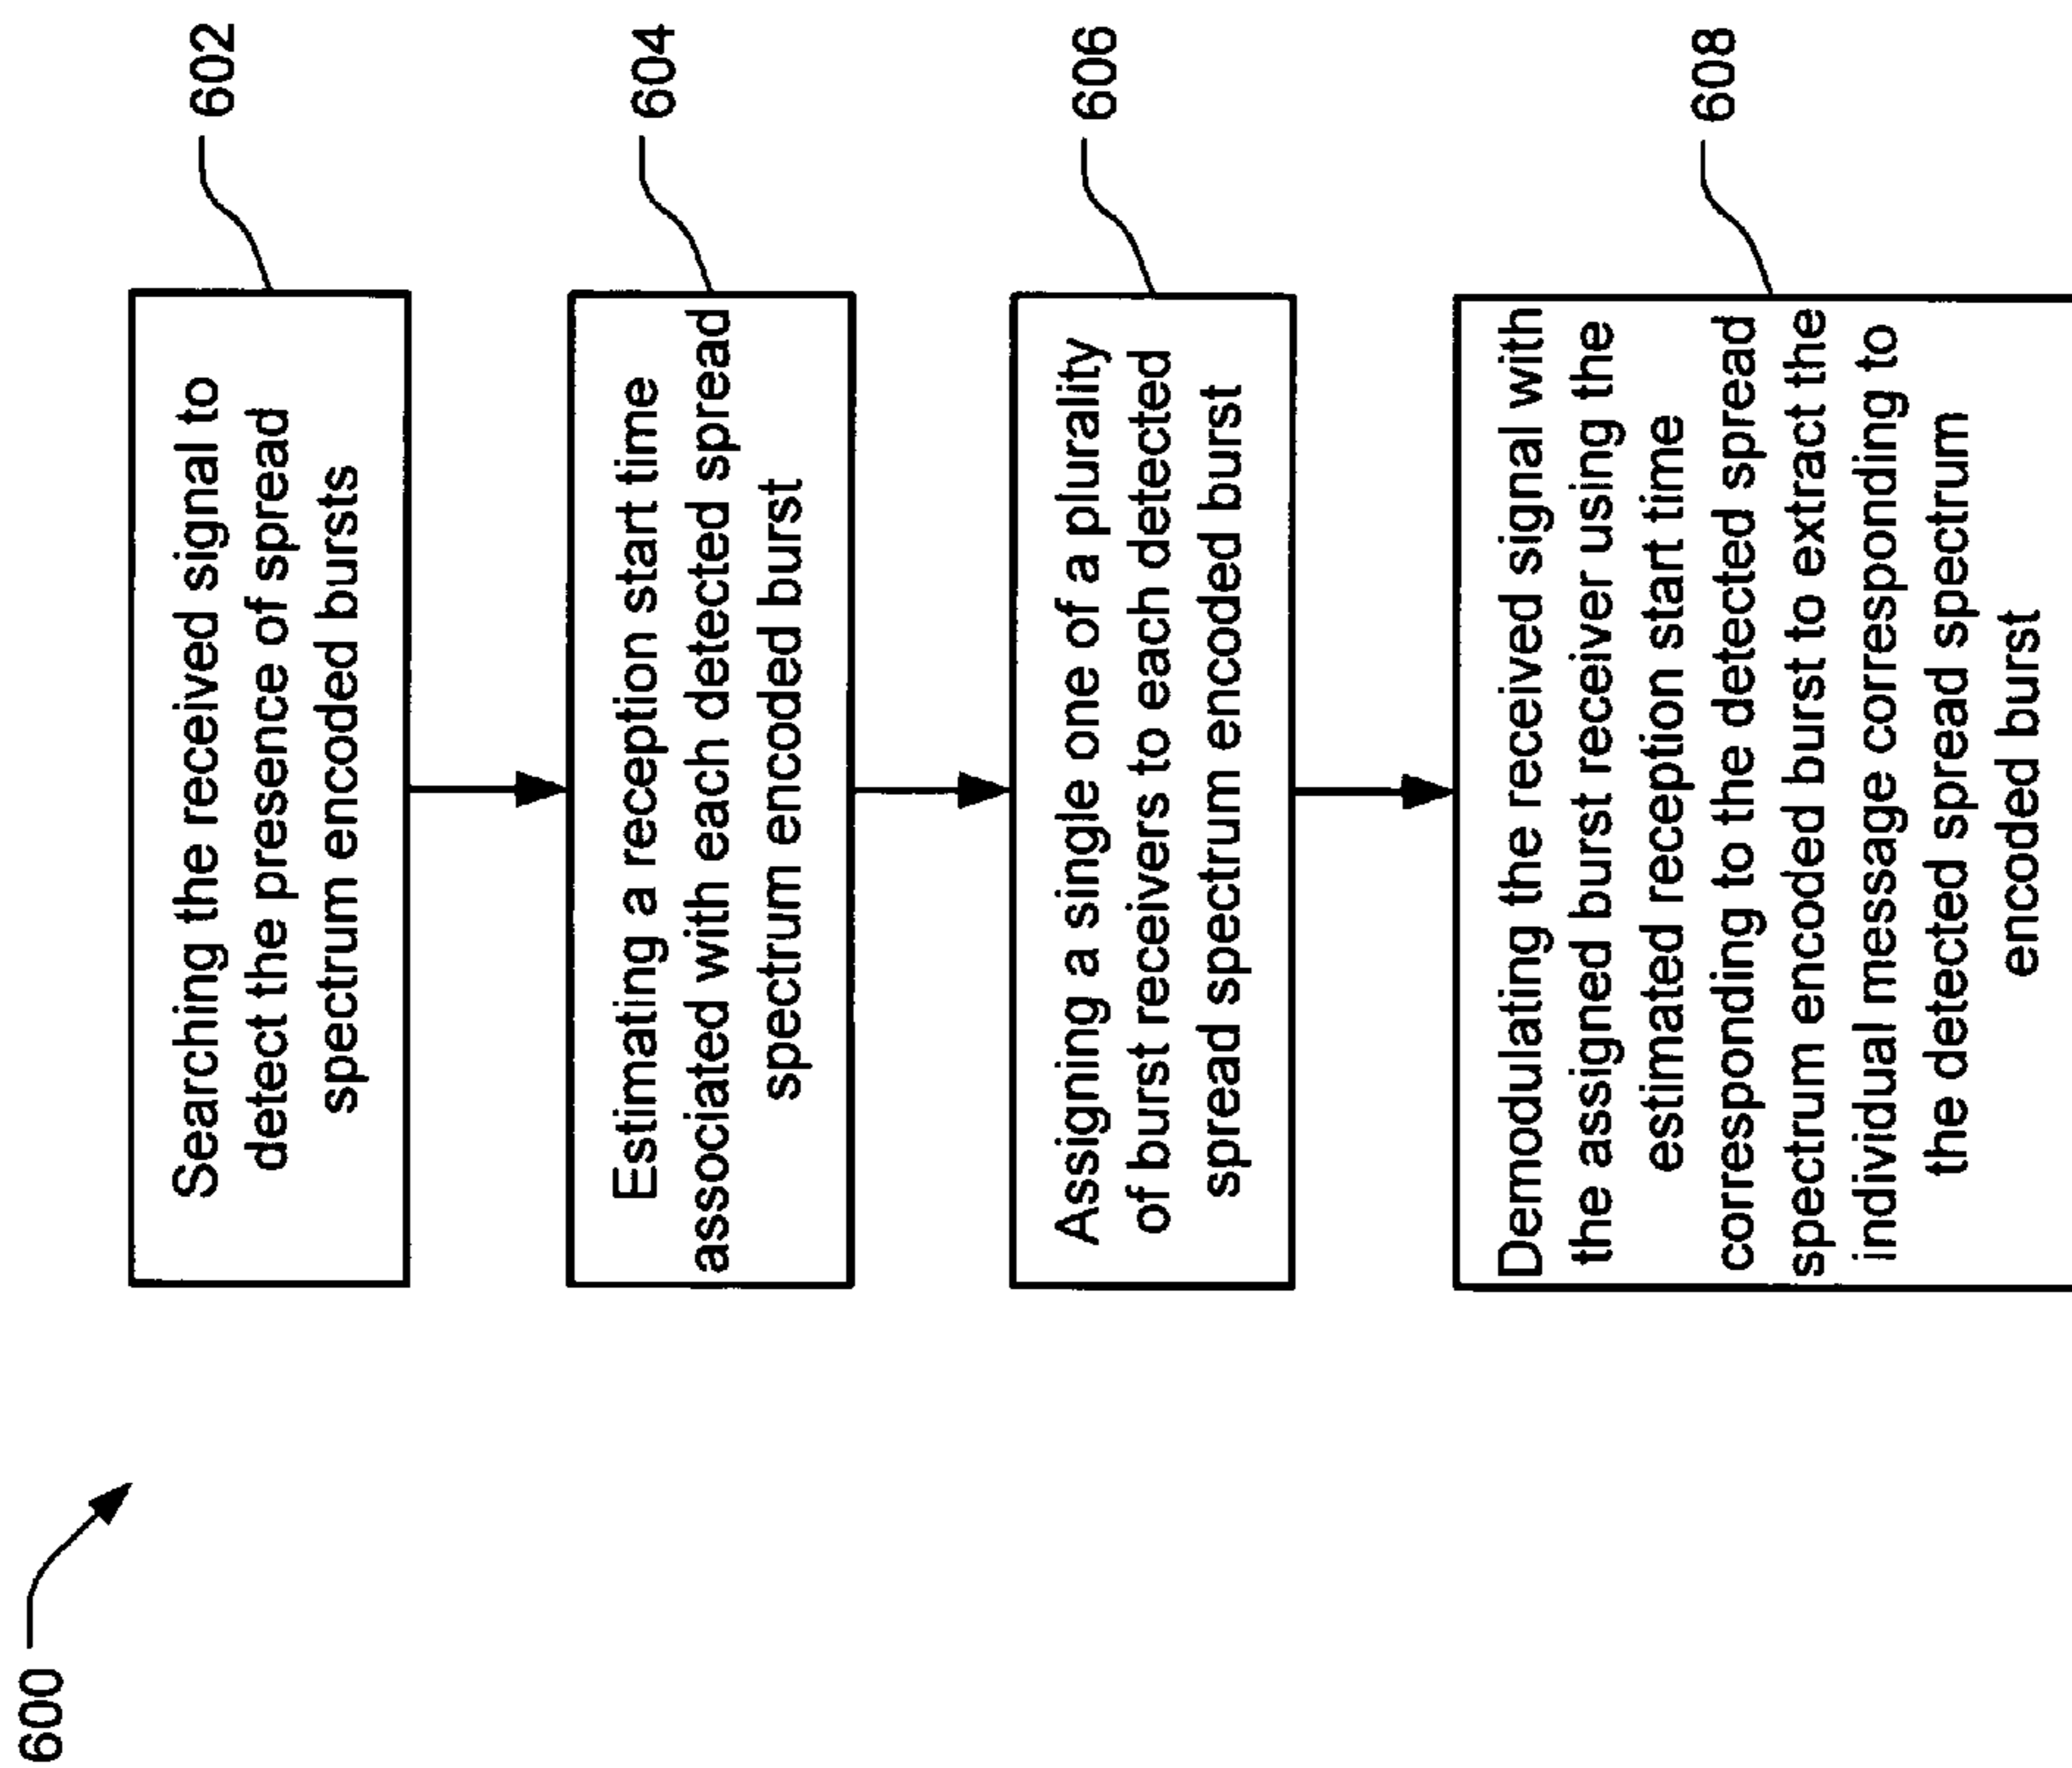 600
Searching the received signal to
detect the presence of spread
spectrum encoded bursts
602
Estimating a reception start time
associated with each detected spread
spectrum encoded burst
604
Assigning a single one of a plurality
of burst receivers to each detected
spread spectrum encoded burst
606
Demodulating the received signal with
the assigned burst receiver using the
estimated reception start time
corresponding to the detected spread
spectrum encoded burst to extract the
individual message corresponding to
the detected spread spectrum
encoded burst
608